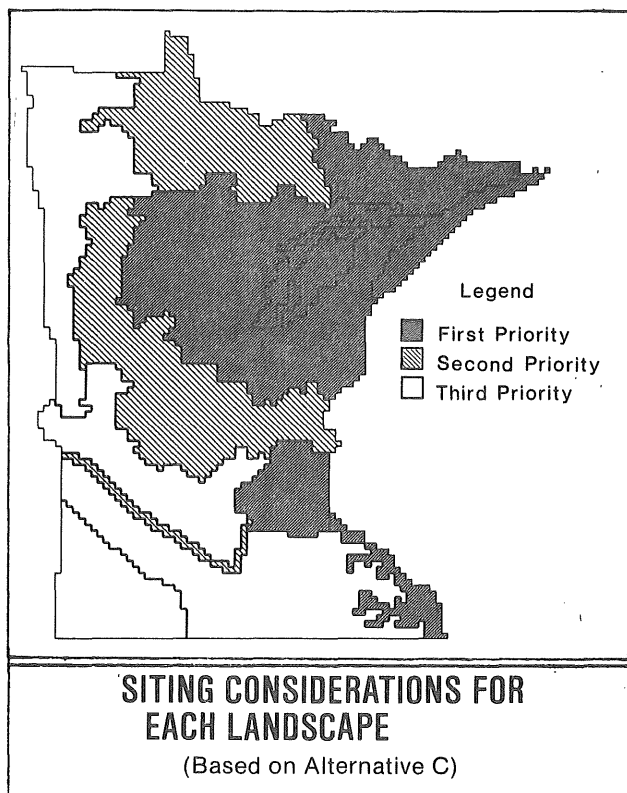 Legend
First Priority
Second Priority
Third Priority
SITING CONSIDERATIONS FOR
EACH LANDSCAPE
(Based on Alternative C)